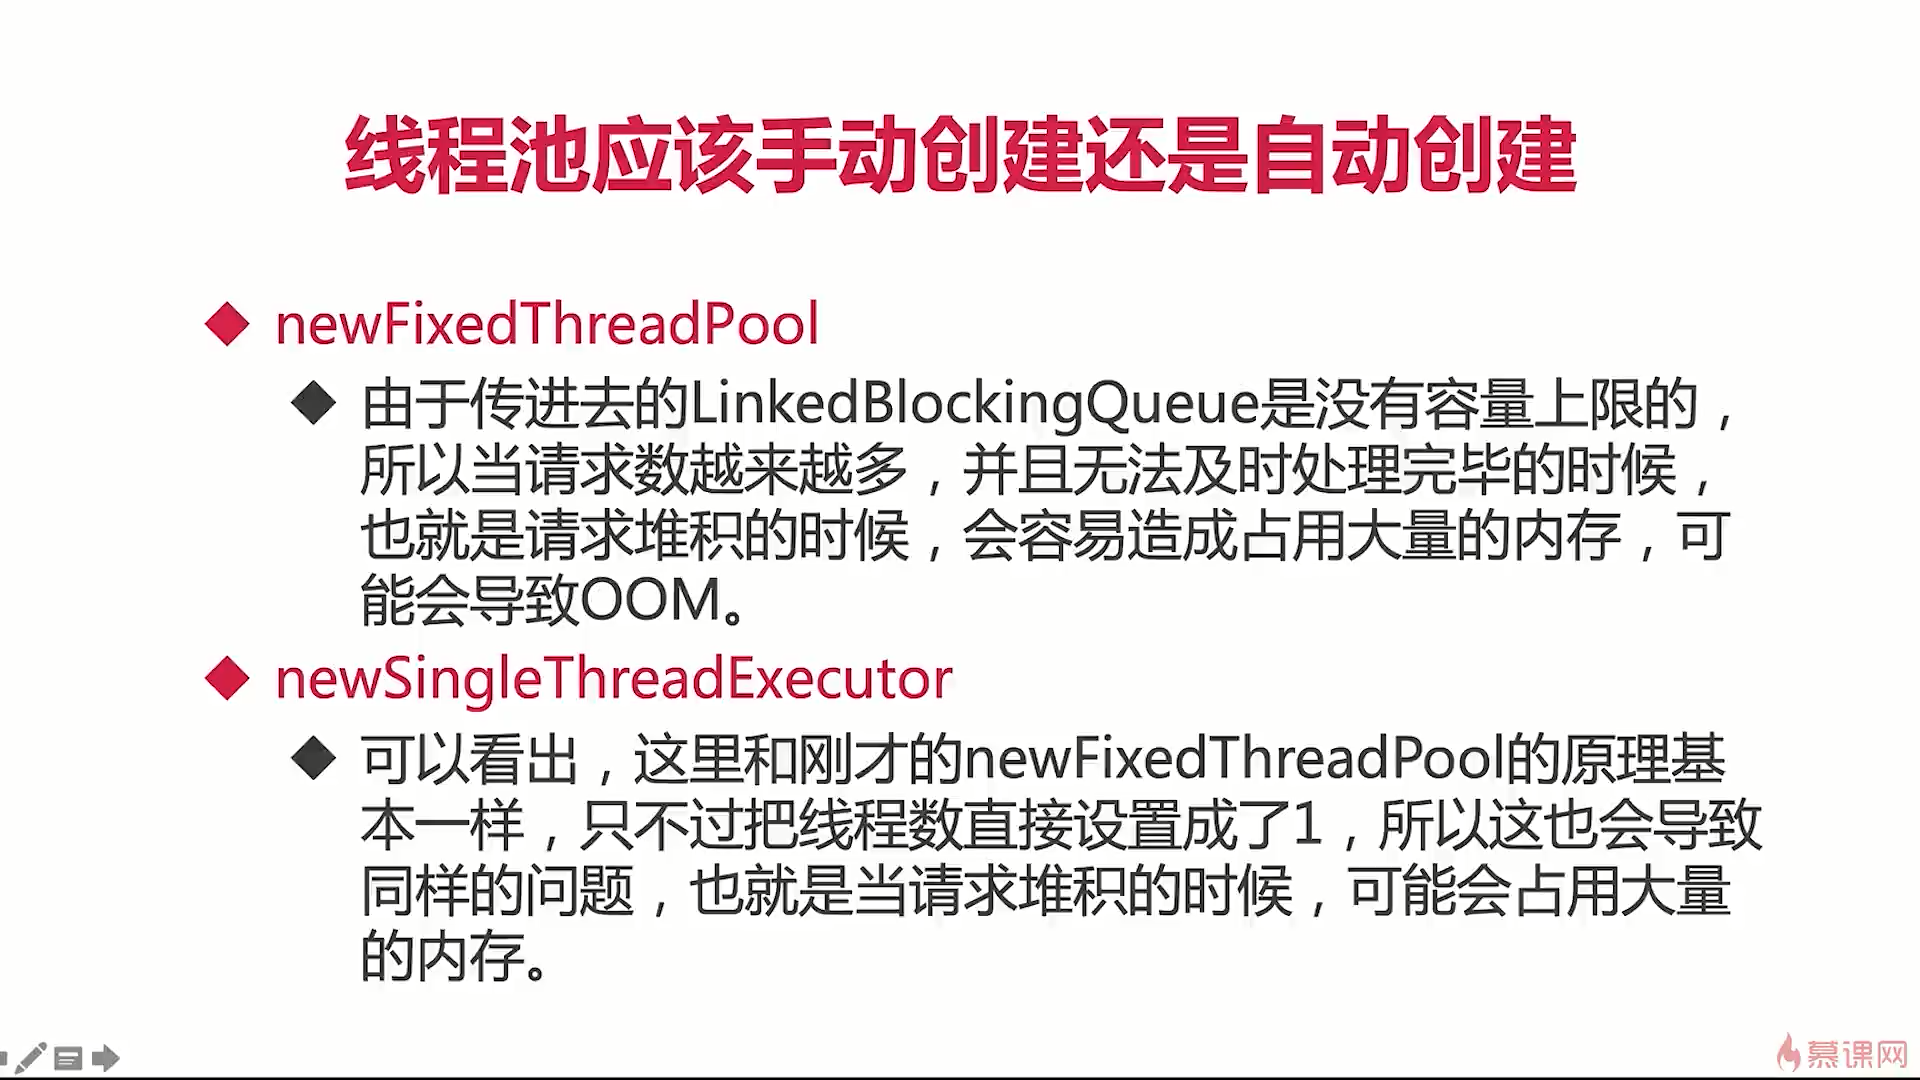 线程池应该手动创建还是自动创建
newFixedThreadPool
由于传进去的LinkedBlockingQueue是没有容量上限的，
所以当请求数越来越多，并且无法及时处理完毕的时候，
也就是请求堆积的时候，会容易造成占用大量的内存，可
能会导致OOM。
newSingleThreadExecutor
可以看出，这里和刚才的newFixedThreadPool的原理基
本一样，只不过把线程数直接设置成了1，所以这也会导致
同样的问题，也就是当请求堆积的时候，可能会占用大量
的内存。
慕课网